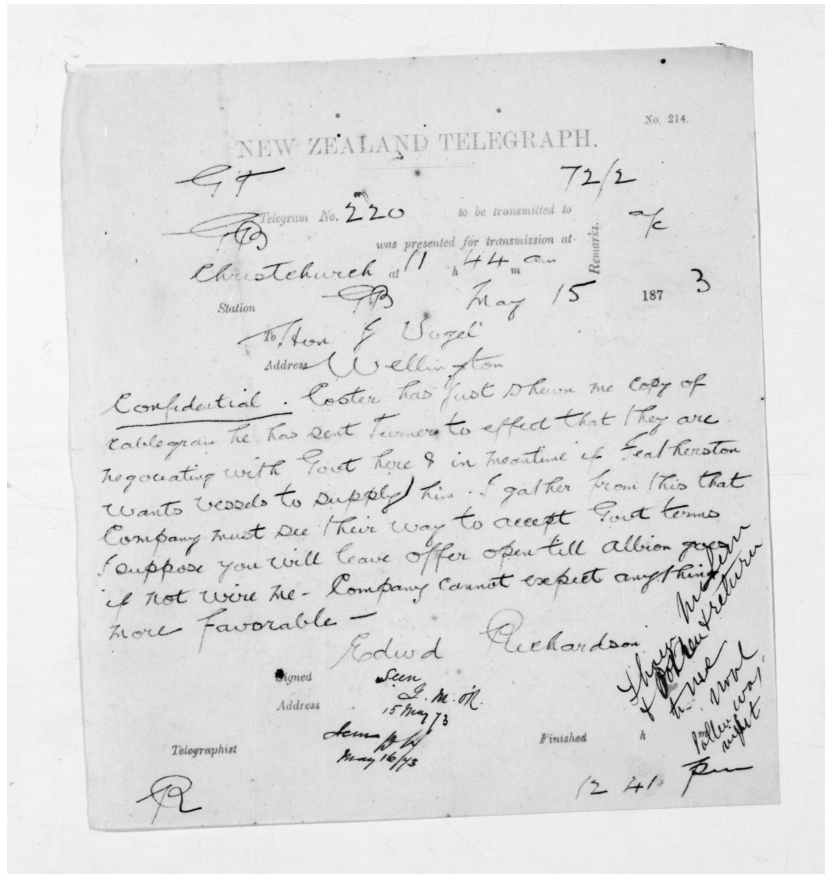 No. 214.
NEW ZEALAND TELEGRAPH.
GT 72/2
Telegram No. 220 to be transmitted to
was presented for transmission at a/c
Remarks.
Christchurch at 11 h 44 m am
Station May 15 1873
To Hon J Vogel
Address Wellington
Confidential. Coster has just shewn me copy of
cablegram he has sent Turner to effect that they are
negociating with Govt here & in meantime if Featherston
wants vessels to supply him. I gather from this that
Company must see their way to accept Govt terms
I suppose you will leave offer open till Albion goes
if not wire me - Company cannot expect anything
more favorable -
Edwd Richardson
Signed Seen
Address G. M. O'R.
15 May 73
Telegraphist Finished h
May 16/73
12 41 pm
& return
to me